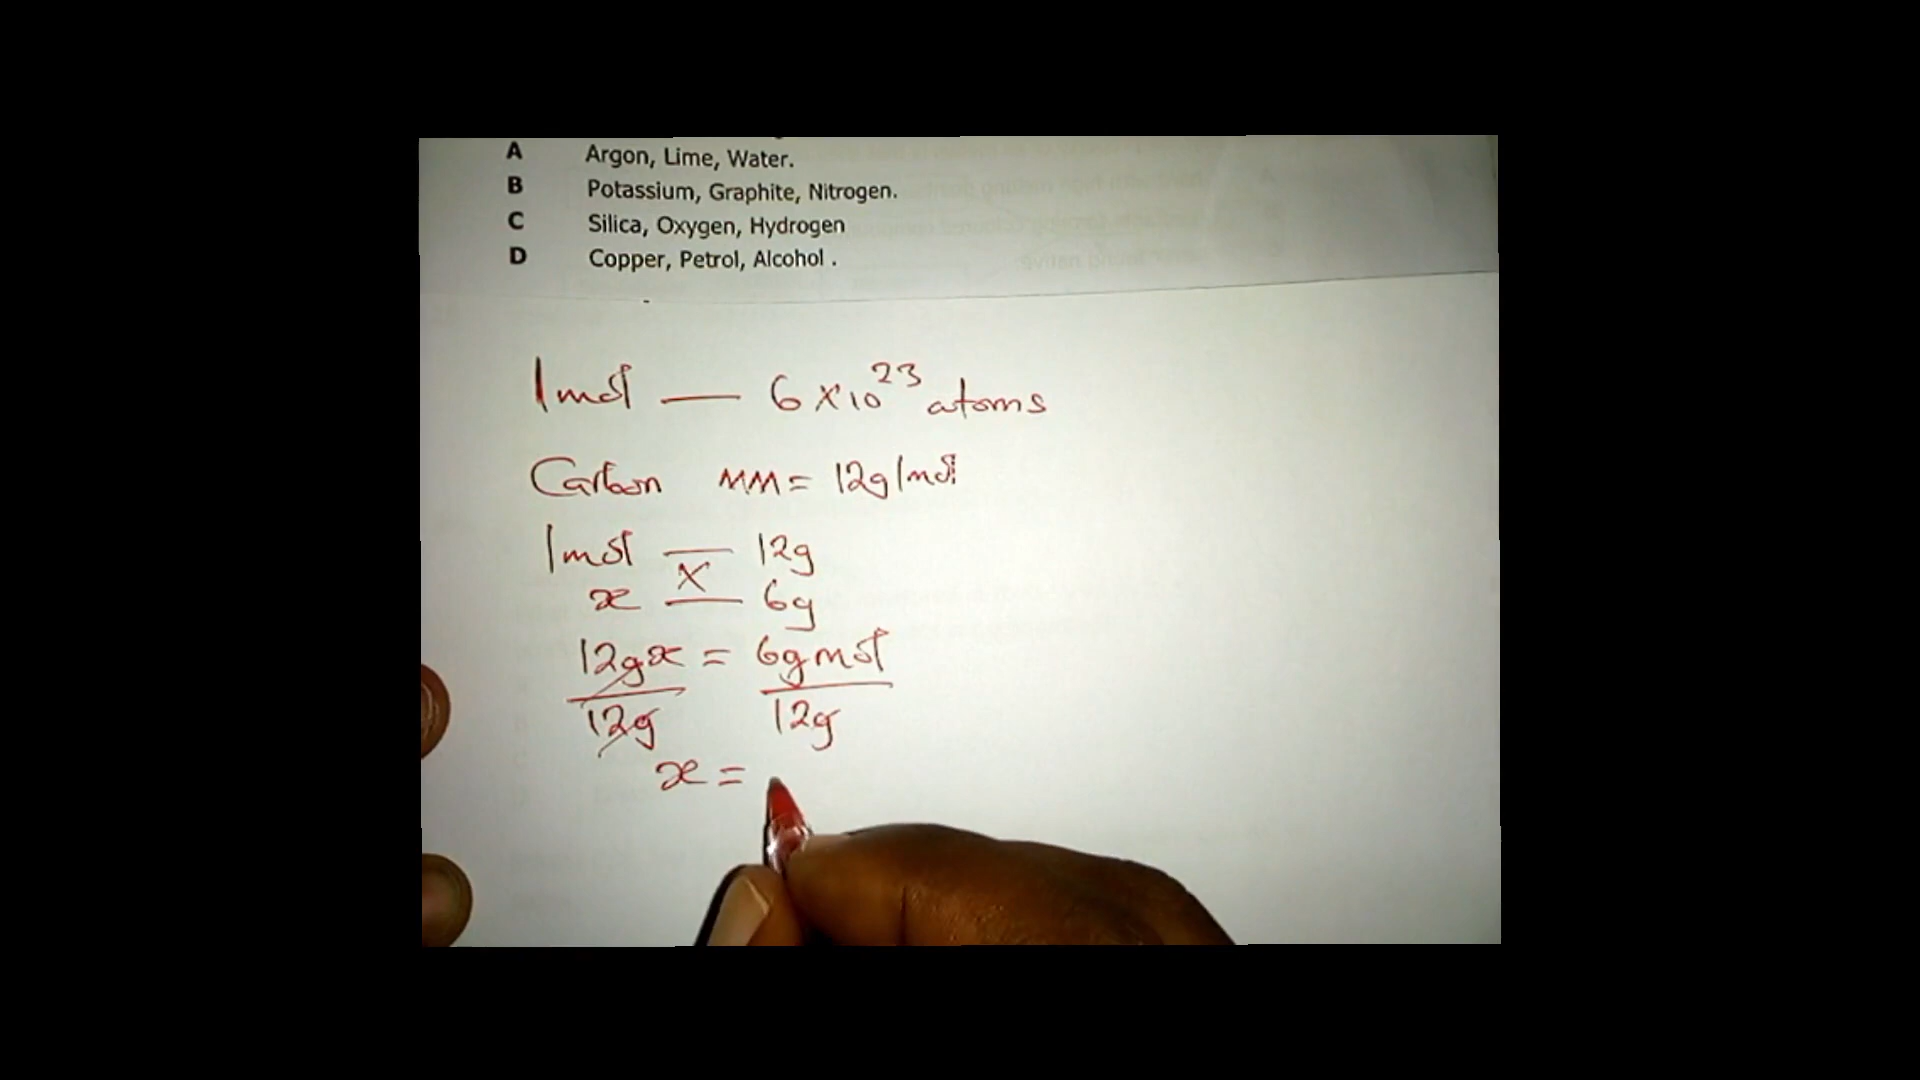 A Argon, Lime, Water.
B Potassium, Graphite, Nitrogen.
C Silica, Oxygen, Hydrogen
D Copper, Petrol, Alcohol .
1mol — 6×10²³ atoms
Carbon MM = 12g/mol
1mol — 12g
x
x — 6g
12gx = 6gmol
12g 12g
x =